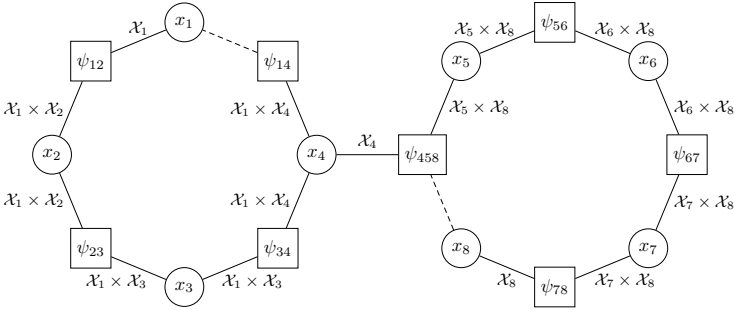 x₁
𝒳₁
ψ₁₂
ψ₁₄
𝒳₁ × 𝒳₂
𝒳₁ × 𝒳₄
x₂
x₄
𝒳₄
𝒳₁ × 𝒳₂
𝒳₁ × 𝒳₄
ψ₂₃
ψ₃₄
𝒳₁ × 𝒳₃
𝒳₁ × 𝒳₃
x₃
ψ₅₆
𝒳₅ × 𝒳₈
𝒳₆ × 𝒳₈
x₅
x₆
𝒳₅ × 𝒳₈
𝒳₆ × 𝒳₈
ψ₄₅₈
ψ₆₇
𝒳₇ × 𝒳₈
x₈
x₇
𝒳₈
𝒳₇ × 𝒳₈
ψ₇₈